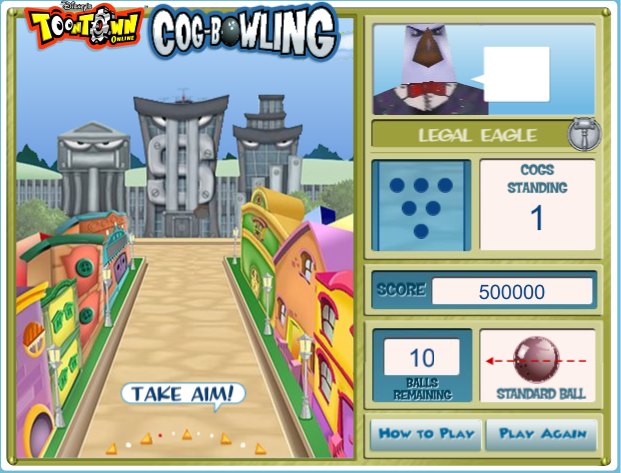 Disney's
TOONTOWN
ONLINE
COG-BOWLING
LEGAL EAGLE
COGS
STANDING
1
SCORE 500000
10
BALLS
REMAINING
STANDARD BALL
TAKE AIM!
HOW TO PLAY
PLAY AGAIN